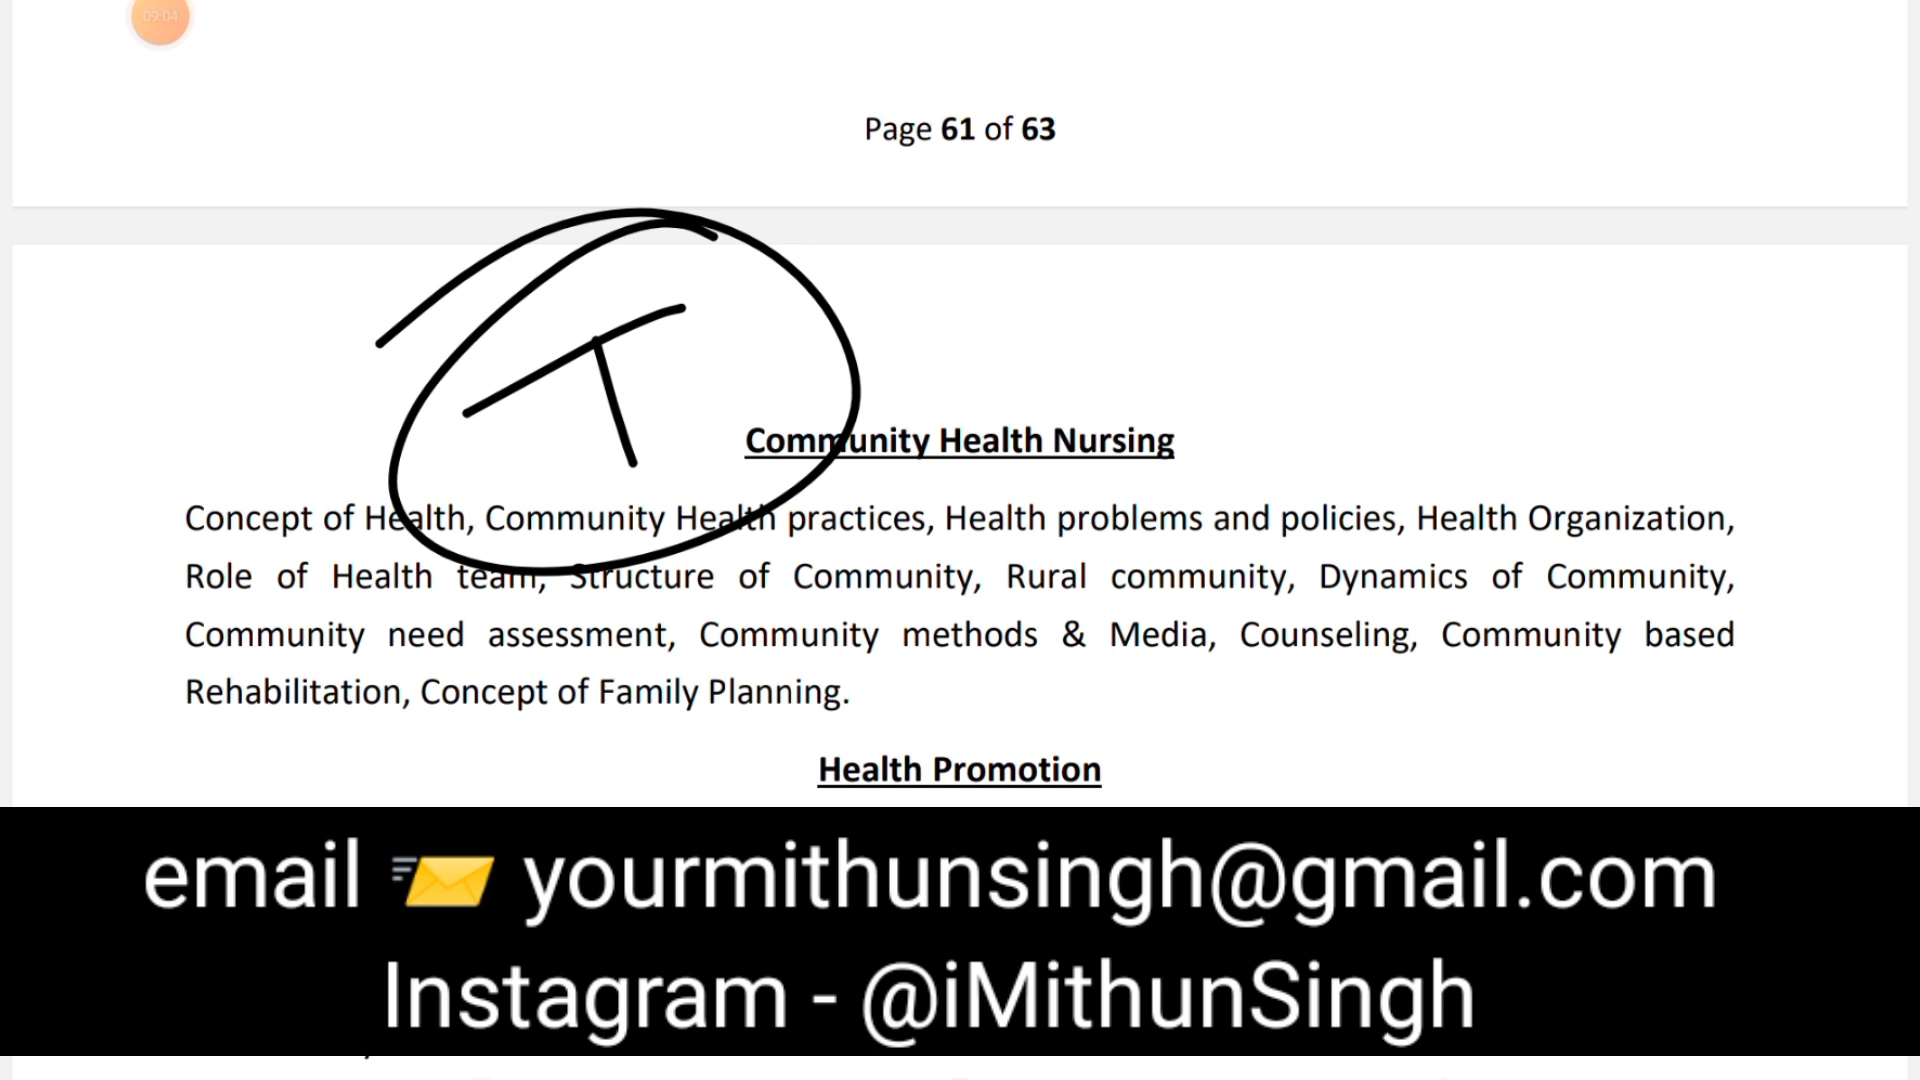 09:04
Page 61 of 63
T
Community Health Nursing
Concept of Health, Community Health practices, Health problems and policies, Health Organization,
Role of Health team, Structure of Community, Rural community, Dynamics of Community,
Community need assessment, Community methods & Media, Counseling, Community based
Rehabilitation, Concept of Family Planning.
Health Promotion
email 📨 yourmithunsingh@gmail.com
Instagram - @iMithunSingh